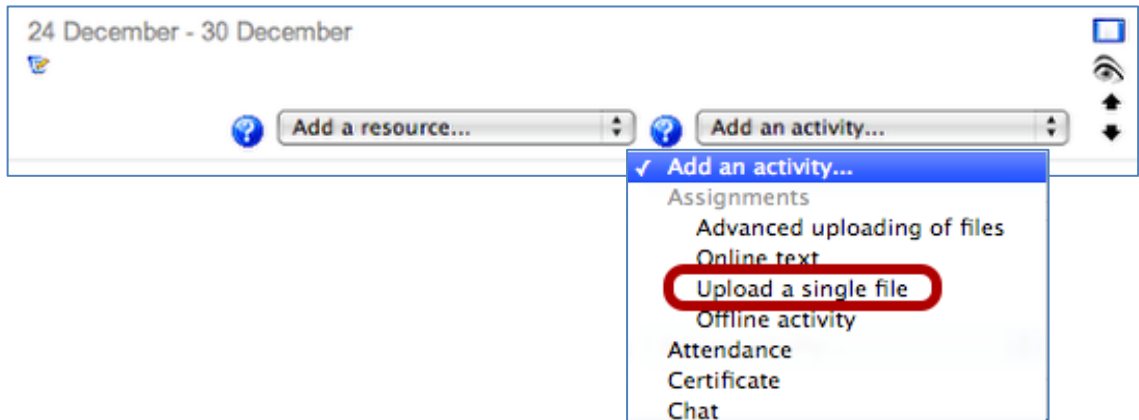 24 December - 30 December
Add a resource... Add an activity...
✓ Add an activity...
Assignments
Advanced uploading of files
Online text
Upload a single file
Offline activity
Attendance
Certificate
Chat